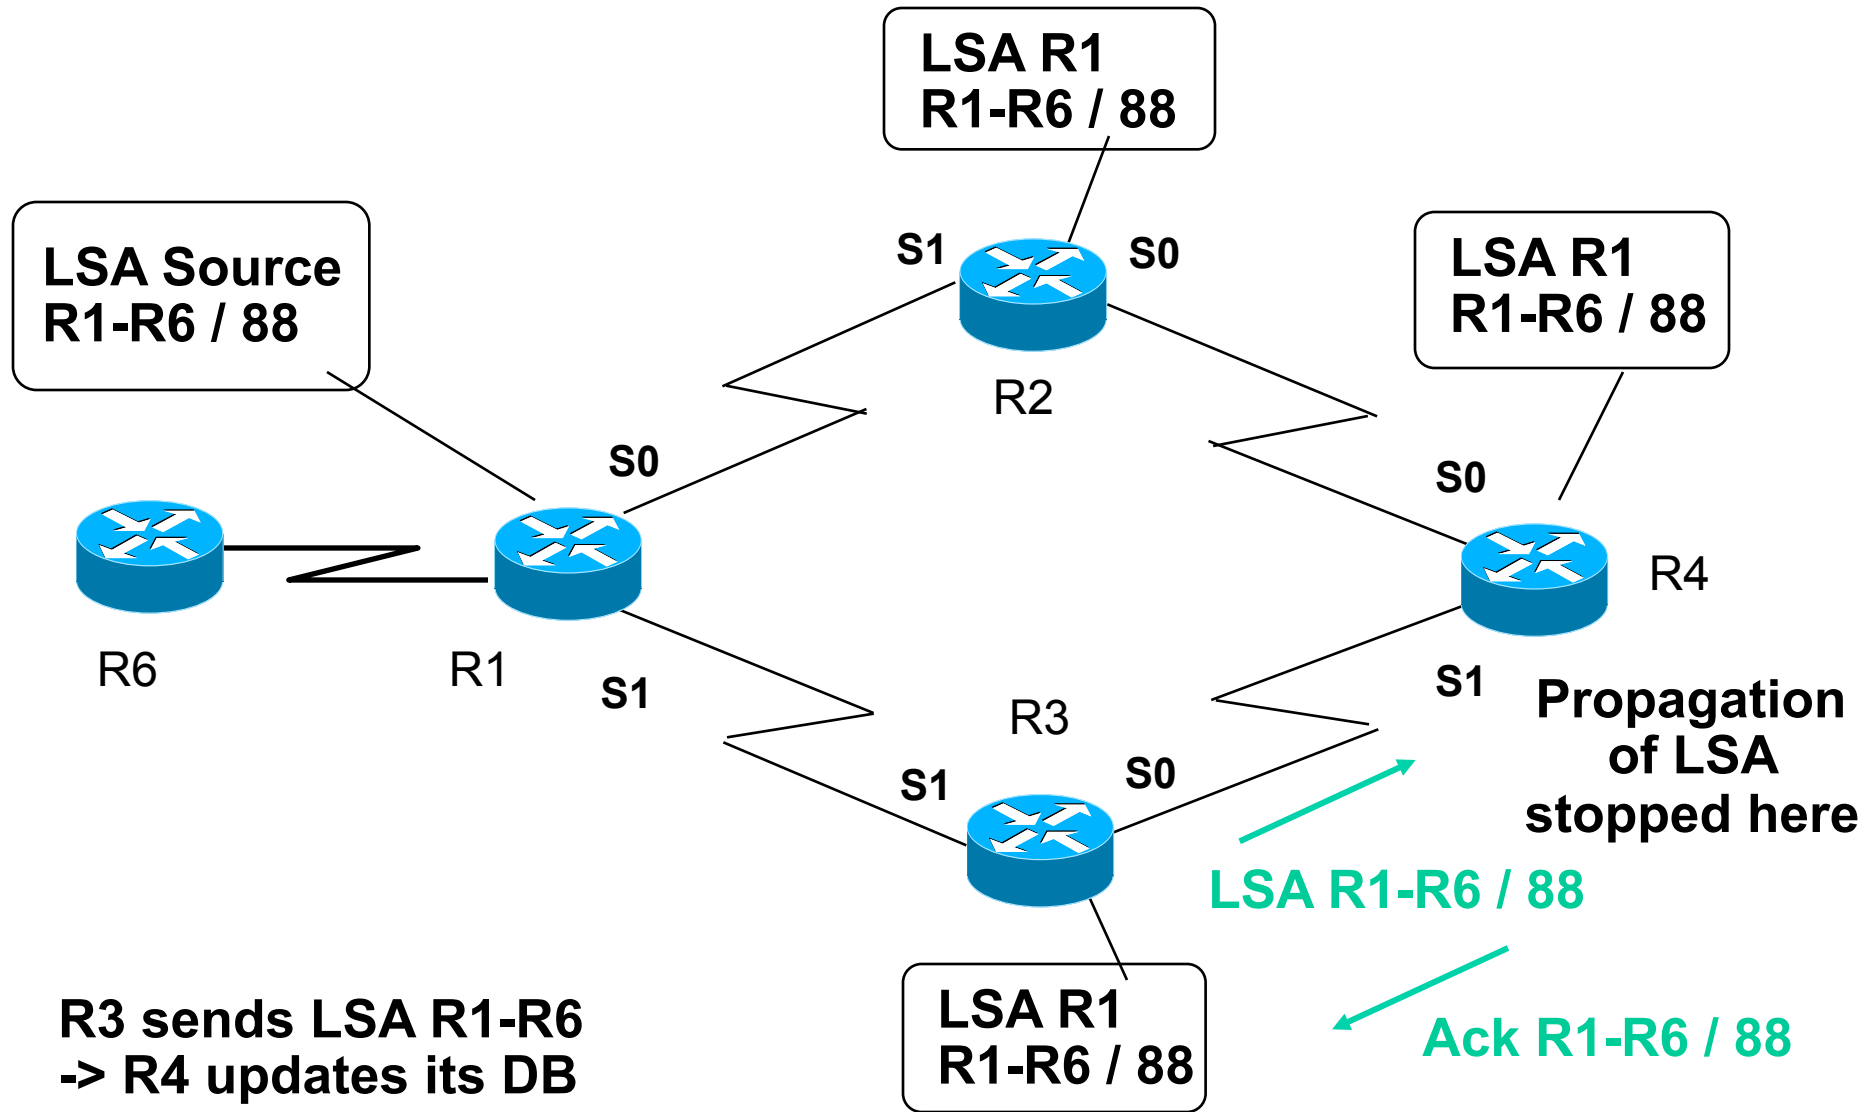 LSA R1
R1-R6 / 88
LSA Source
R1-R6 / 88
LSA R1
R1-R6 / 88
S1
S0
R2
S0
S0
R4
R6
R1
S1
S1
R3
S1
S0
Propagation
of LSA
stopped here
LSA R1-R6 / 88
LSA R1
R1-R6 / 88
Ack R1-R6 / 88
R3 sends LSA R1-R6
-> R4 updates its DB